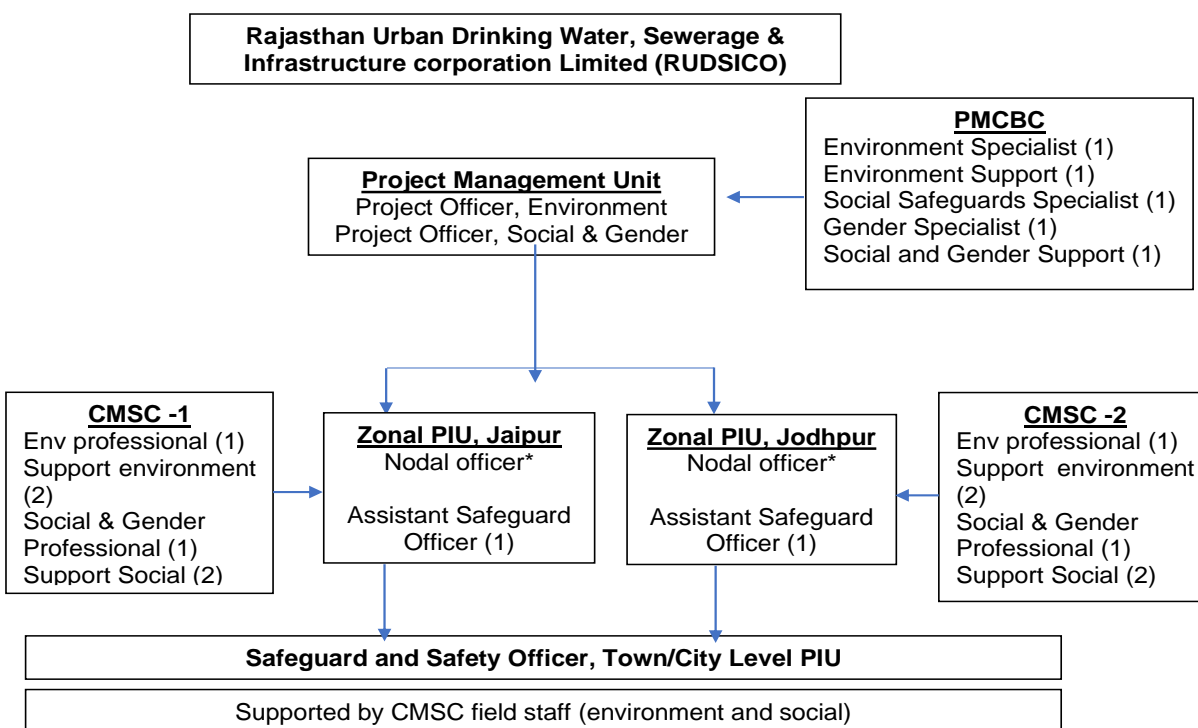 Rajasthan Urban Drinking Water, Sewerage &
Infrastructure corporation Limited (RUDSICO)
PMCBC
Environment Specialist (1)
Environment Support (1)
Social Safeguards Specialist (1)
Gender Specialist (1)
Social and Gender Support (1)
Project Management Unit
Project Officer, Environment
Project Officer, Social & Gender
CMSC -1
Env professional (1)
Support environment
(2)
Social & Gender
Professional (1)
Support Social (2)
Zonal PIU, Jaipur
Nodal officer*
Assistant Safeguard
Officer (1)
Zonal PIU, Jodhpur
Nodal officer*
Assistant Safeguard
Officer (1)
CMSC -2
Env professional (1)
Support environment
(2)
Social & Gender
Professional (1)
Support Social (2)
Safeguard and Safety Officer, Town/City Level PIU
Supported by CMSC field staff (environment and social)